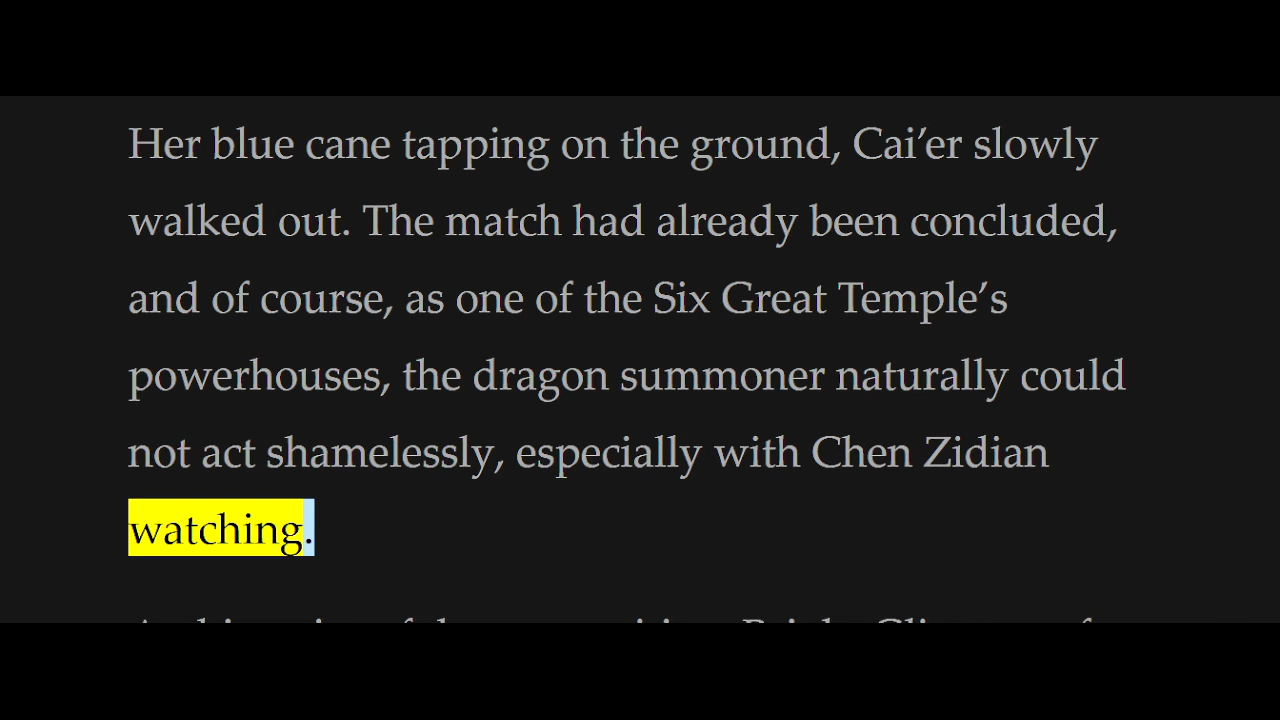 Her blue cane tapping on the ground, Cai’er slowly
walked out. The match had already been concluded,
and of course, as one of the Six Great Temple’s
powerhouses, the dragon summoner naturally could
not act shamelessly, especially with Chen Zidian
watching.